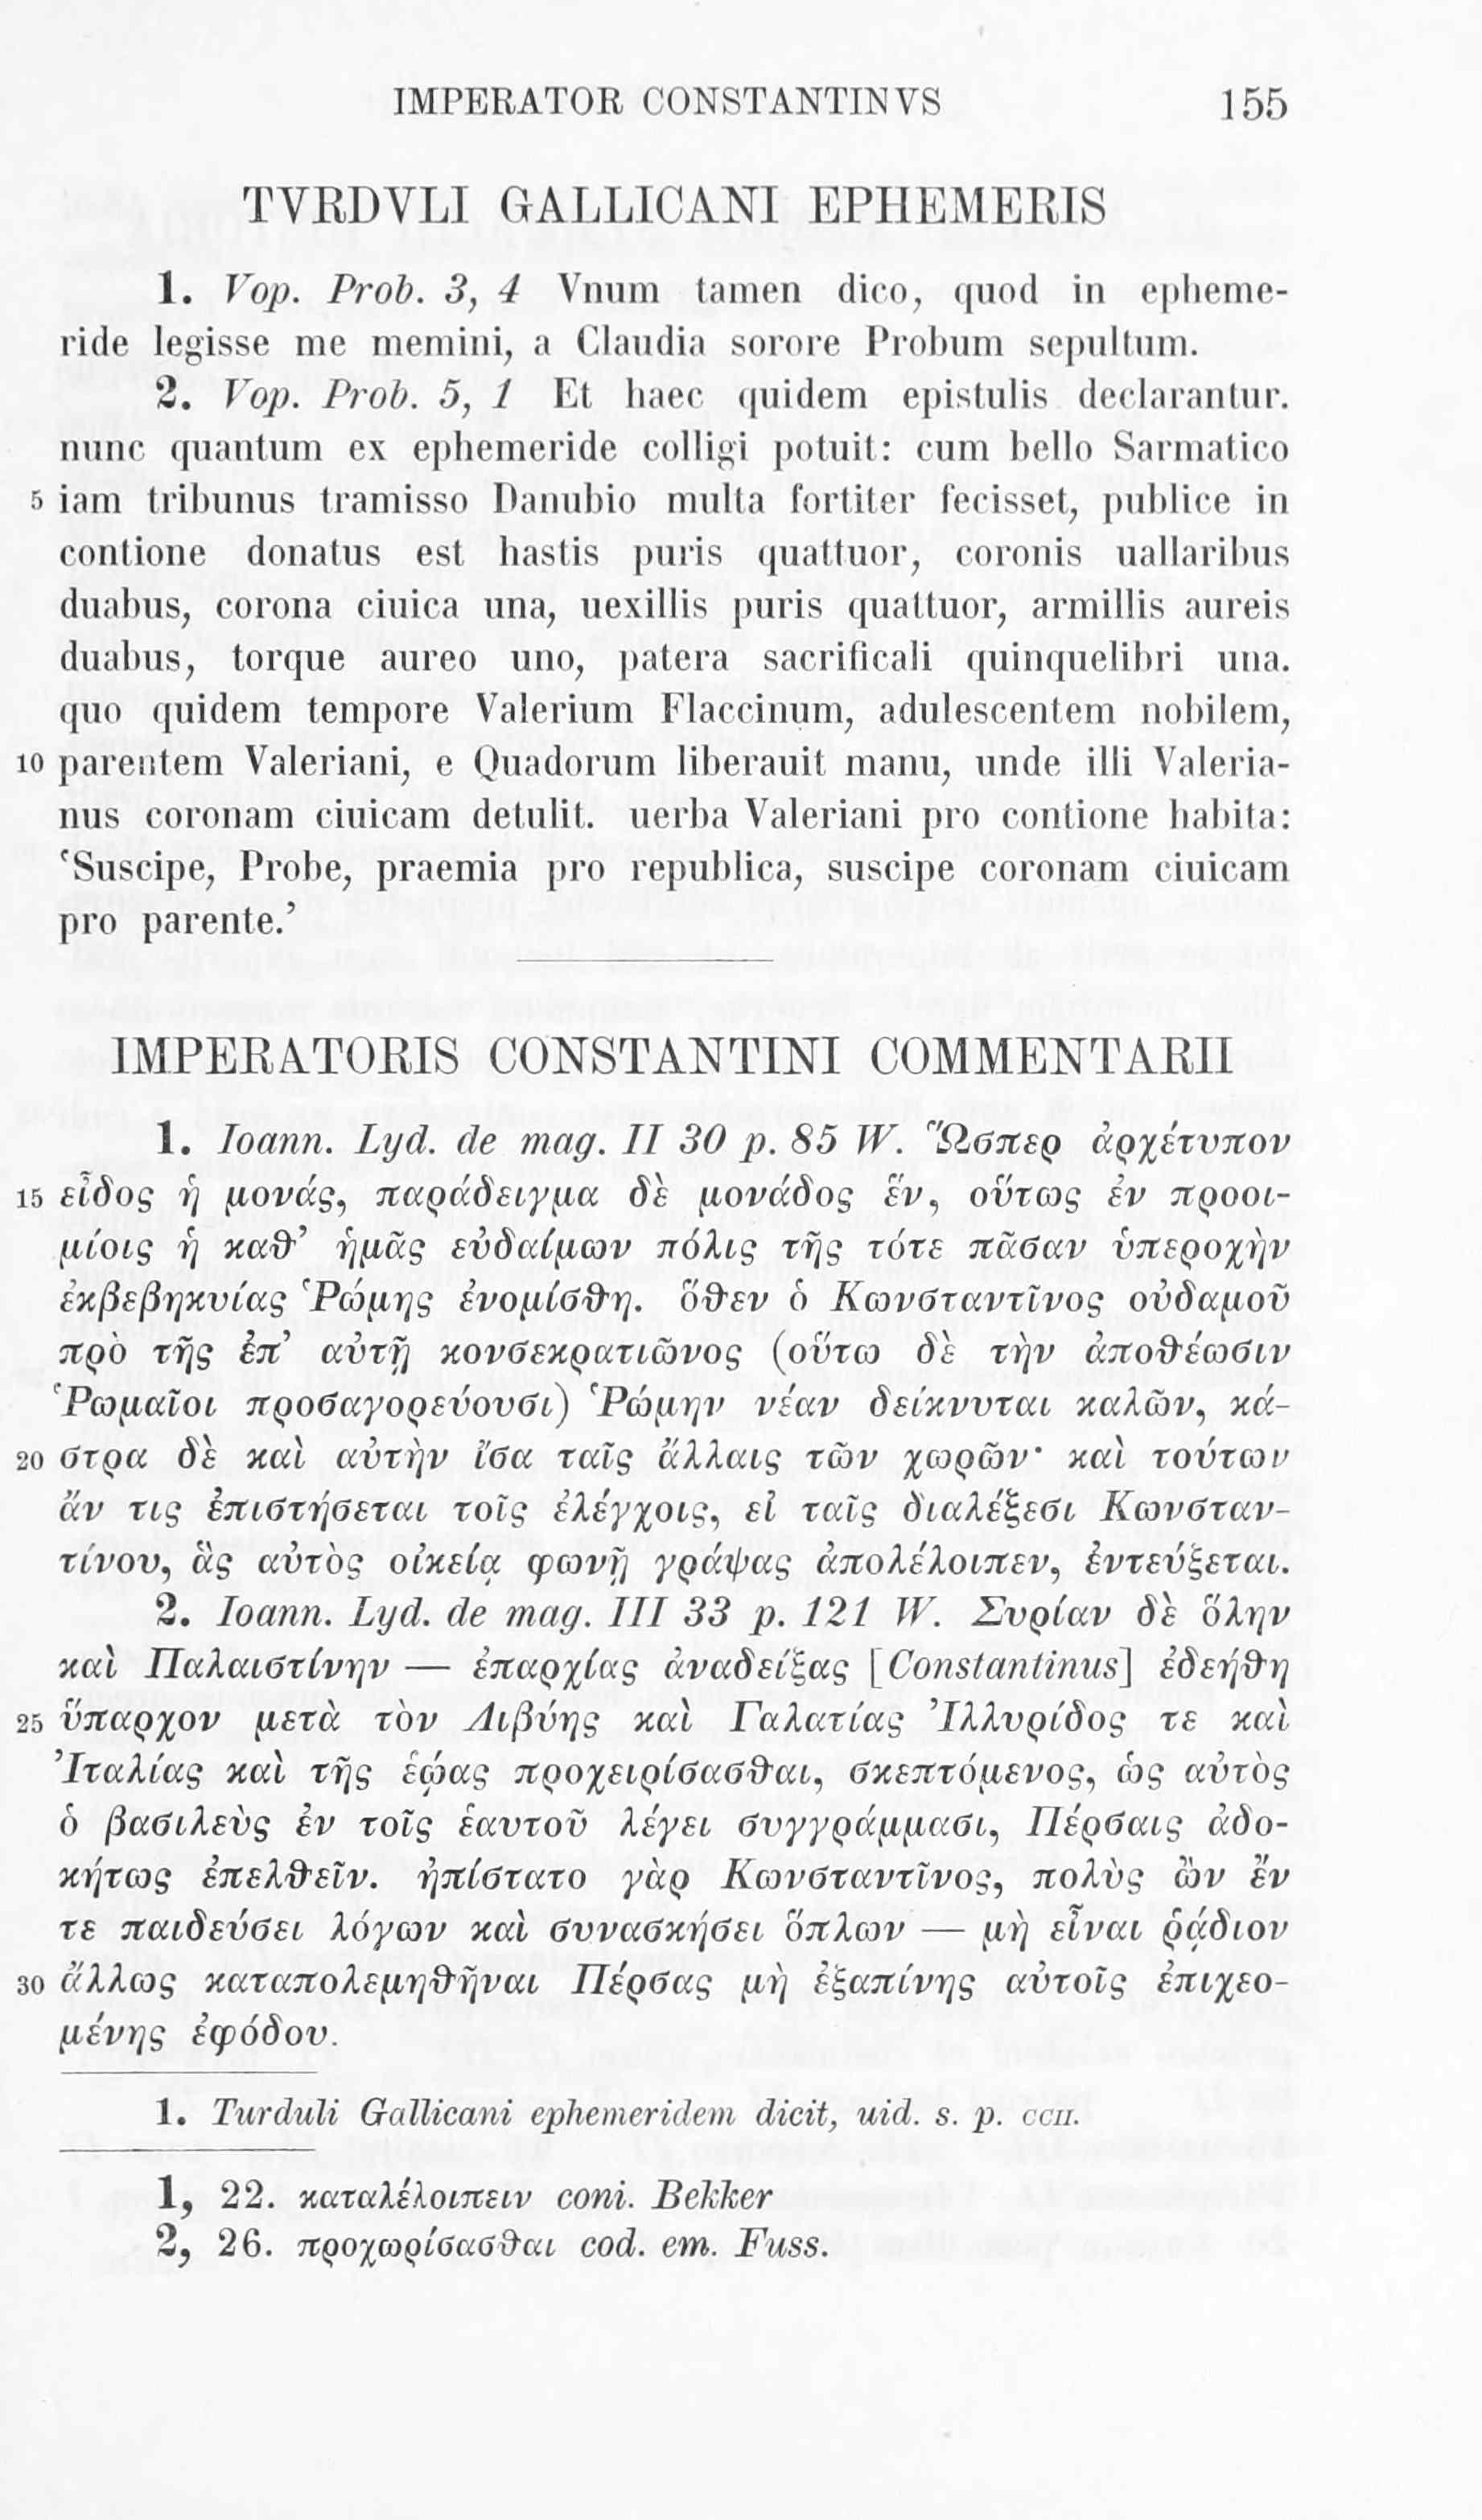 IMPERATOR CONSTANTINVS 155
TVRDVLI GALLICANI EPHEMERIS
1. Vop. Prob. 3, 4 Vnum tamen dico, quod in epheme-
ride legisse me memini, a Claudia sorore Probum sepultum.
2. Vop. Prob. 5, 1 Et haec quidem epistulis declarantur.
nunc quantum ex ephemeride colligi potuit: cum bello Sarmatico
5 iam tribunus tramisso Danubio multa fortiter fecisset, publice in
contione donatus est hastis puris quattuor, coronis uallaribus
duabus, corona ciuica una, uexillis puris quattuor, armillis aureis
duabus, torque aureo uno, patera sacrificali quinquelibri una.
quo quidem tempore Valerium Flaccinum, adulescentem nobilem,
10 parentem Valeriani, e Quadorum liberauit manu, unde illi Valeria-
nus coronam ciuicam detulit. uerba Valeriani pro contione habita:
‘Suscipe, Probe, praemia pro republica, suscipe coronam ciuicam
pro parente.’
IMPERATORIS CONSTANTINI COMMENTARII
1. Ioann. Lyd. de mag. II 30 p. 85 W. Ὥσπερ ἀρχέτυπον
15 εἶδος ἡ μονάς, παράδειγμα δὲ μονάδος ἕν, οὕτως ἐν προοι-
μίοις ἡ καθ’ ἡμᾶς εὐδαίμων πόλις τῆς τότε πᾶσαν ὑπεροχὴν
ἐκβεβηκυίας Ῥώμης ἐνομίσθη. ὅθεν ὁ Κωνσταντῖνος οὐδαμοῦ
πρὸ τῆς ἐπ’ αὐτῇ κονσεκρατιῶνος (οὕτω δὲ τὴν ἀποθέωσιν
Ῥωμαῖοι προσαγορεύουσι) Ῥώμην νέαν δείκνυται καλῶν, κά-
20 στρα δὲ καὶ αὐτὴν ἴσα ταῖς ἄλλαις τῶν χωρῶν· καὶ τούτων
ἄν τις ἐπιστήσεται τοῖς ἐλέγχοις, εἰ ταῖς διαλέξεσι Κωνσταν-
τίνου, ἃς αὐτὸς οἰκείᾳ φωνῇ γράψας ἀπολέλοιπεν, ἐντεύξεται.
2. Ioann. Lyd. de mag. III 33 p. 121 W. Συρίαν δὲ ὅλην
καὶ Παλαιστίνην — ἐπαρχίας ἀναδείξας [Constantinus] ἐδεήθη
25 ὕπαρχον μετὰ τὸν Λιβύης καὶ Γαλατίας Ἰλλυρίδος τε καὶ
Ἰταλίας καὶ τῆς ἑῴας προχειρίσασθαι, σκεπτόμενος, ὡς αὐτὸς
ὁ βασιλεὺς ἐν τοῖς ἑαυτοῦ λέγει συγγράμμασι, Πέρσαις ἀδο-
κήτως ἐπελθεῖν. ἠπίστατο γὰρ Κωνσταντῖνος, πολὺς ὢν ἔν
τε παιδεύσει λόγων καὶ συνασκήσει ὅπλων — μὴ εἶναι ῥᾴδιον
30 ἄλλως καταπολεμηθῆναι Πέρσας μὴ ἐξαπίνης αὐτοῖς ἐπιχεο-
μένης ἐφόδου.
1. Turduli Gallicani ephemeridem dicit, uid. s. p. CCII.
1, 22. καταλέλοιπειν coni. Bekker
2, 26. προχωρίσασθαι cod. em. Fuss.